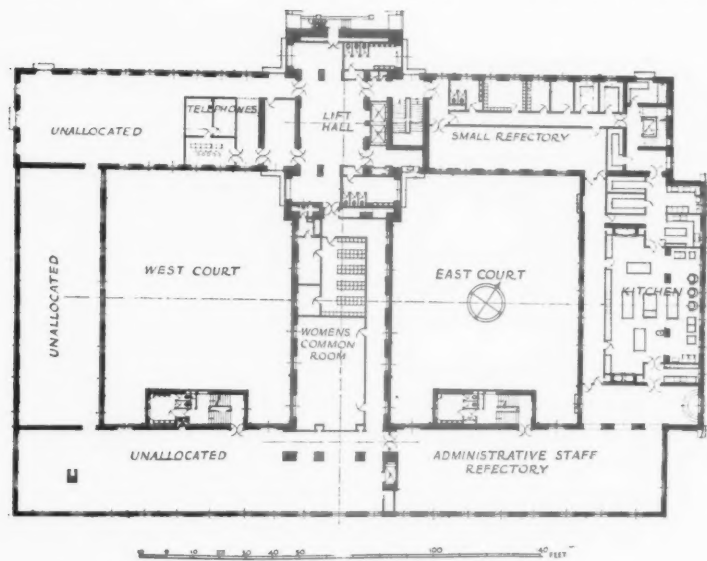 TELEPHONES
UNALLOCATED
LIFT
HALL
SMALL REFECTORY
UNALLOCATED
WEST COURT
EAST COURT
KITCHEN
WOMENS
COMMON
ROOM
UNALLOCATED
ADMINISTRATIVE STAFF
REFECTORY
10 20 30 40 50 100
FEET